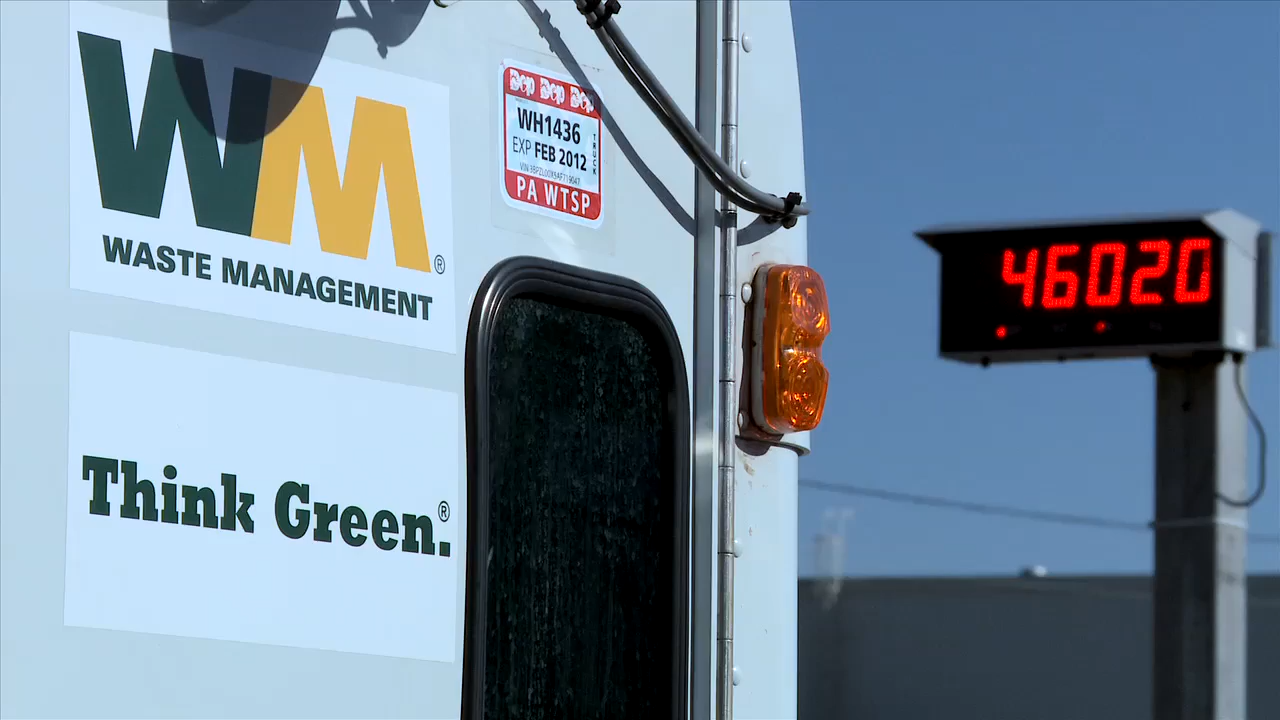 WM
WASTE MANAGEMENT®
Think Green.®
Dep Dep Dep
WH1436
EXP FEB 2012
TRUCK
PA WTSP
46020